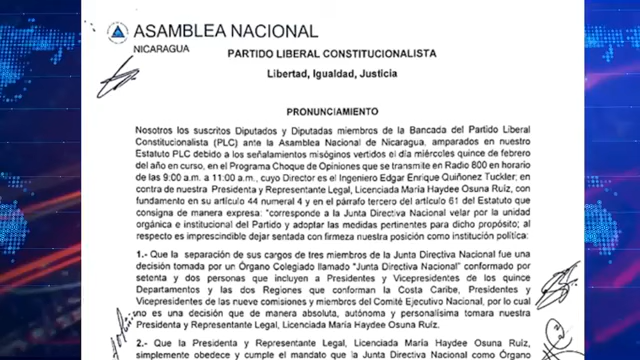 ASAMBLEA NACIONAL
NICARAGUA
PARTIDO LIBERAL CONSTITUCIONALISTA
Libertad, Igualdad, Justicia
PRONUNCIAMIENTO
Nosotros los suscritos Diputados y Diputadas miembros de la Bancada del Partido Liberal
Constitucionalista (PLC) ante la Asamblea Nacional de Nicaragua, amparados en nuestro
Estatuto PLC debido a los señalamientos misóginos vertidos el día miércoles quince de febrero
del año en curso, en el Programa Choque de Opiniones que se transmite en Radio 800 en horario
de las 9:00 a.m a 11:00 a.m., cuyo Director es el Ingeniero Edgar Enrique Quiñonez Tuckler; en
contra de nuestra Presidenta y Representante Legal, Licenciada María Haydee Osuna Ruíz, con
fundamento en su artículo 44 numeral 4 y en el párrafo tercero del artículo 61 del Estatuto que
consigna de manera expresa: "corresponde a la Junta Directiva Nacional velar por la unidad
orgánica e institucional del Partido y adoptar las medidas pertinentes para dicho propósito; al
respecto es imprescindible dejar sentada con firmeza nuestra posición como institución política:
1.- Que la separación de sus cargos de tres miembros de la Junta Directiva Nacional fue una
decisión tomada por un Órgano Colegiado llamado "Junta Directiva Nacional" conformado por
setenta y dos personas que incluyen a Presidentes y Vicepresidentes de los quince
Departamentos y las dos Regiones que conforman la Costa Caribe, Presidentes y
Vicepresidentes de las nueve comisiones y miembros del Comité Ejecutivo Nacional, por lo cual
no es una decisión que de manera absoluta, autónoma y personalísima tomara nuestra
Presidenta y Representante Legal, Licenciada María Haydee Osuna Ruíz.
2.- Que la Presidenta y Representante Legal, Licenciada María Haydee Osuna Ruíz,
simplemente obedece y cumple el mandato que la Junta Directiva Nacional como Órgano